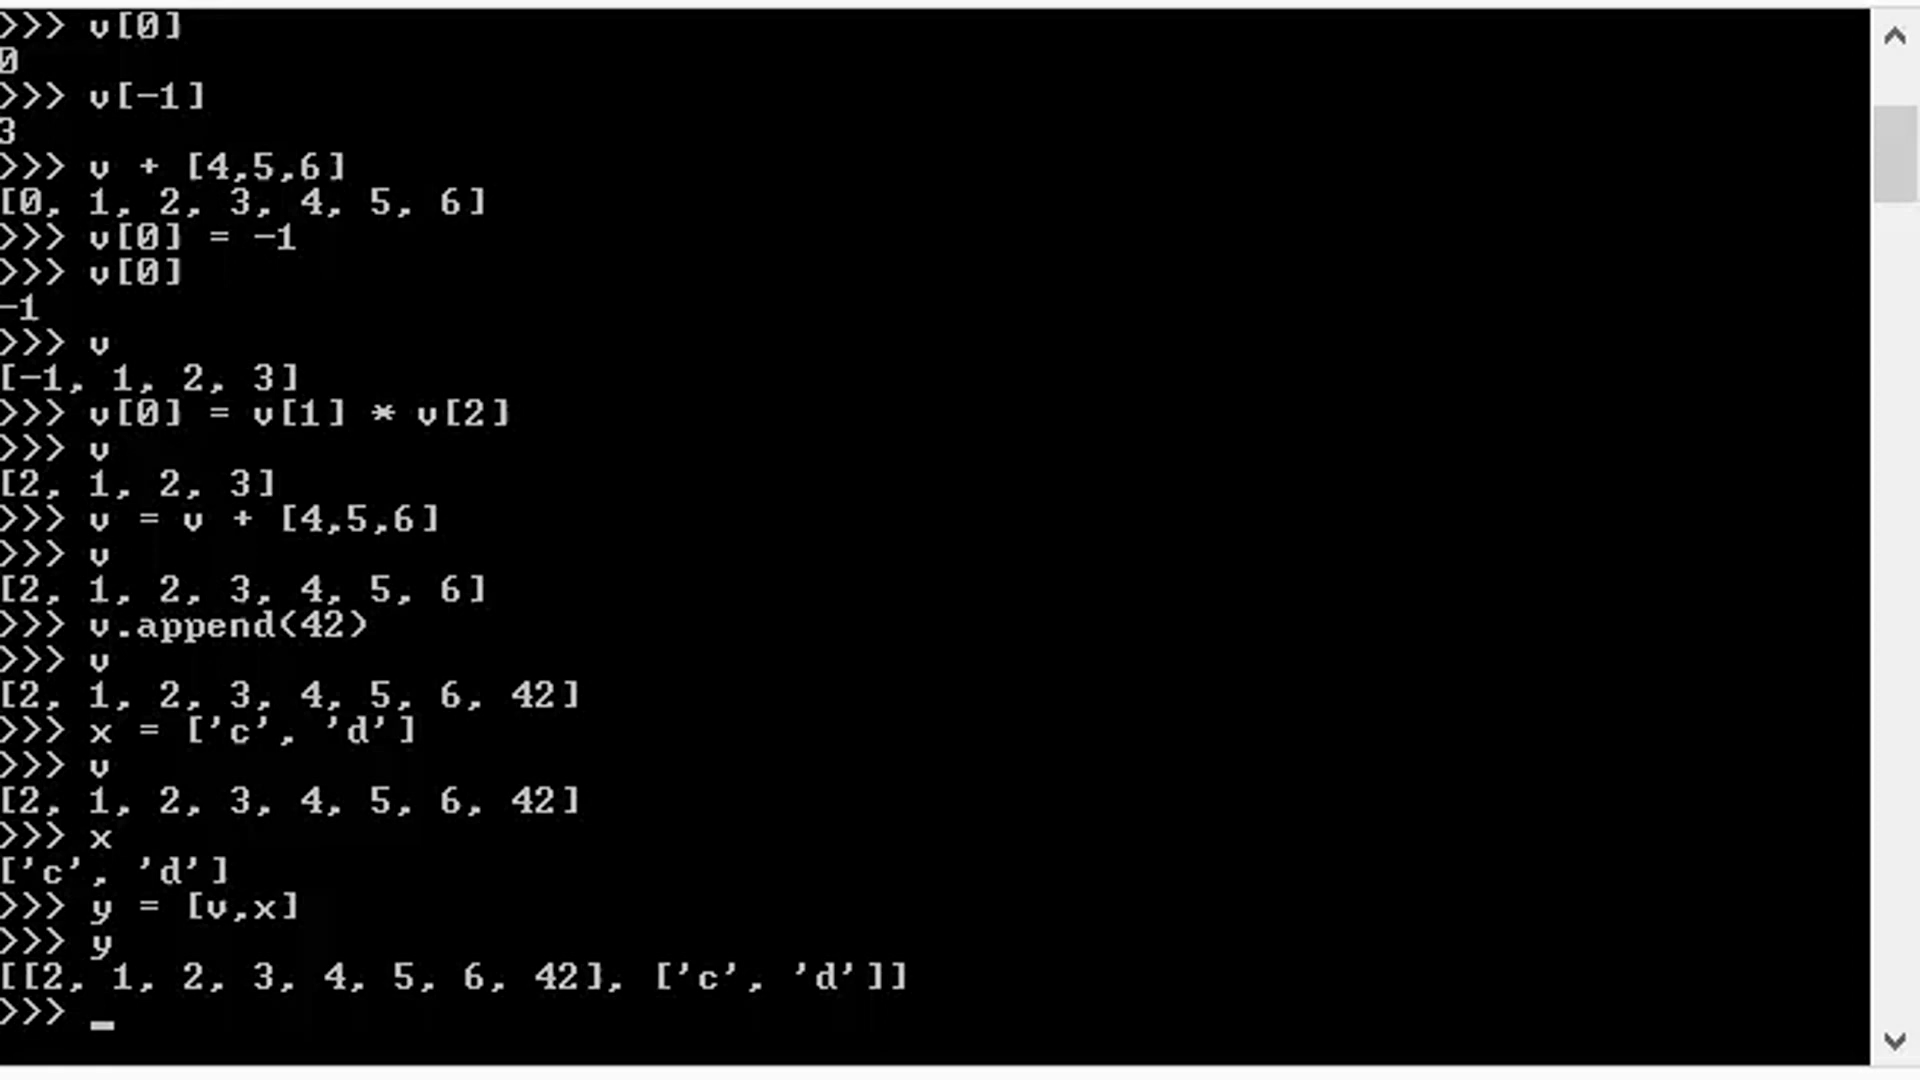 >>> v[0]
0
>>> v[-1]
3
>>> v + [4,5,6]
[0, 1, 2, 3, 4, 5, 6]
>>> v[0] = -1
>>> v[0]
-1
>>> v
[-1, 1, 2, 3]
>>> v[0] = v[1] * v[2]
>>> v
[2, 1, 2, 3]
>>> v = v + [4,5,6]
>>> v
[2, 1, 2, 3, 4, 5, 6]
>>> v.append(42)
>>> v
[2, 1, 2, 3, 4, 5, 6, 42]
>>> x = ['c', 'd']
>>> v
[2, 1, 2, 3, 4, 5, 6, 42]
>>> x
['c', 'd']
>>> y = [v,x]
>>> y
[[2, 1, 2, 3, 4, 5, 6, 42], ['c', 'd']]
>>> _